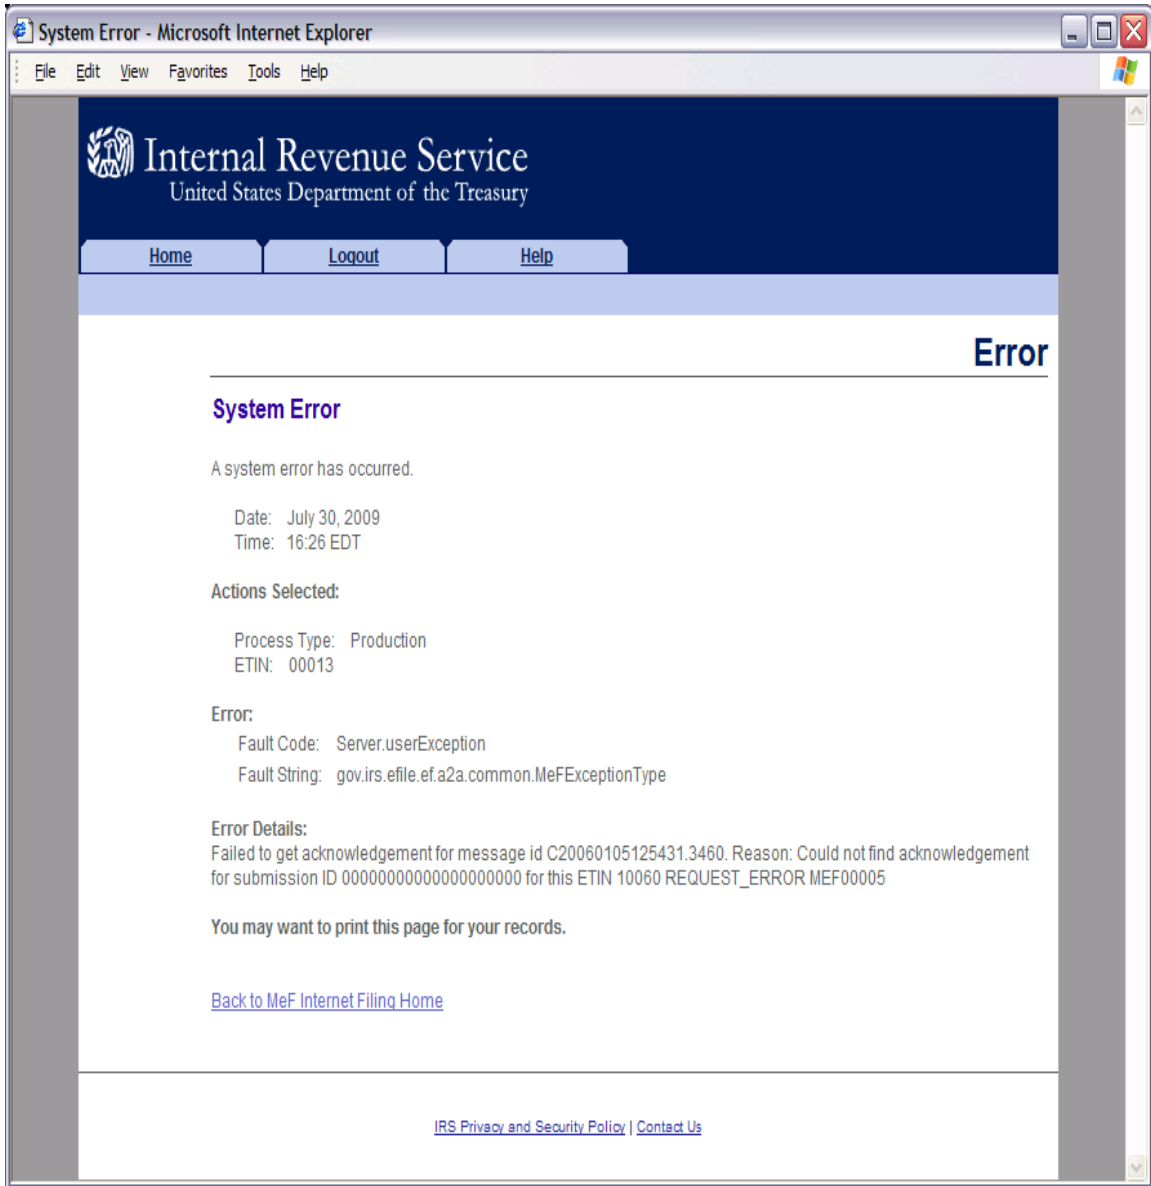 System Error - Microsoft Internet Explorer
File Edit View Favorites Tools Help
Internal Revenue Service
United States Department of the Treasury
Home Logout Help
Error
System Error
A system error has occurred.
Date: July 30, 2009
Time: 16:26 EDT
Actions Selected:
Process Type: Production
ETIN: 00013
Error:
Fault Code: Server.userException
Fault String: gov.irs.efile.ef.a2a.common.MeFExceptionType
Error Details:
Failed to get acknowledgement for message id C20060105125431.3460. Reason: Could not find acknowledgement
for submission ID 00000000000000000000 for this ETIN 10060 REQUEST_ERROR MEF00005
You may want to print this page for your records.
Back to MeF Internet Filing Home
IRS Privacy and Security Policy | Contact Us